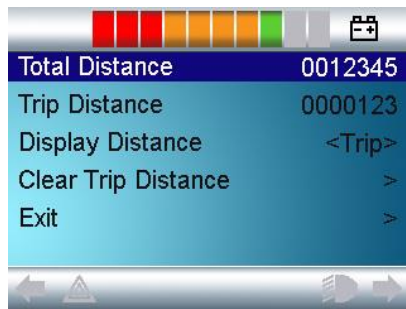 Total Distance 0012345
Trip Distance 0000123
Display Distance <Trip>
Clear Trip Distance >
Exit >